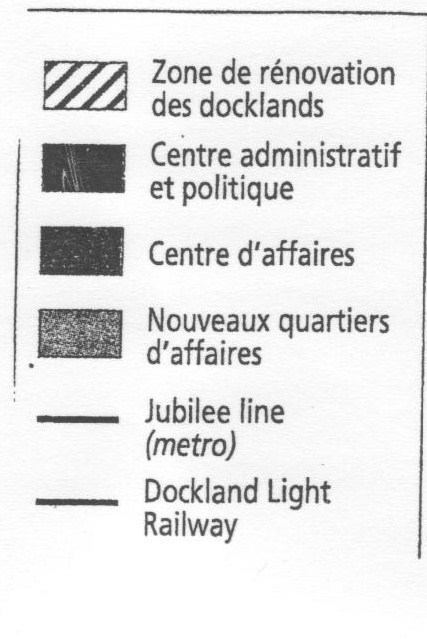 Zone de rénovation
des docklands
Centre administratif
et politique
Centre d'affaires
Nouveaux quartiers
d'affaires
Jubilee line
(metro)
Dockland Light
Railway